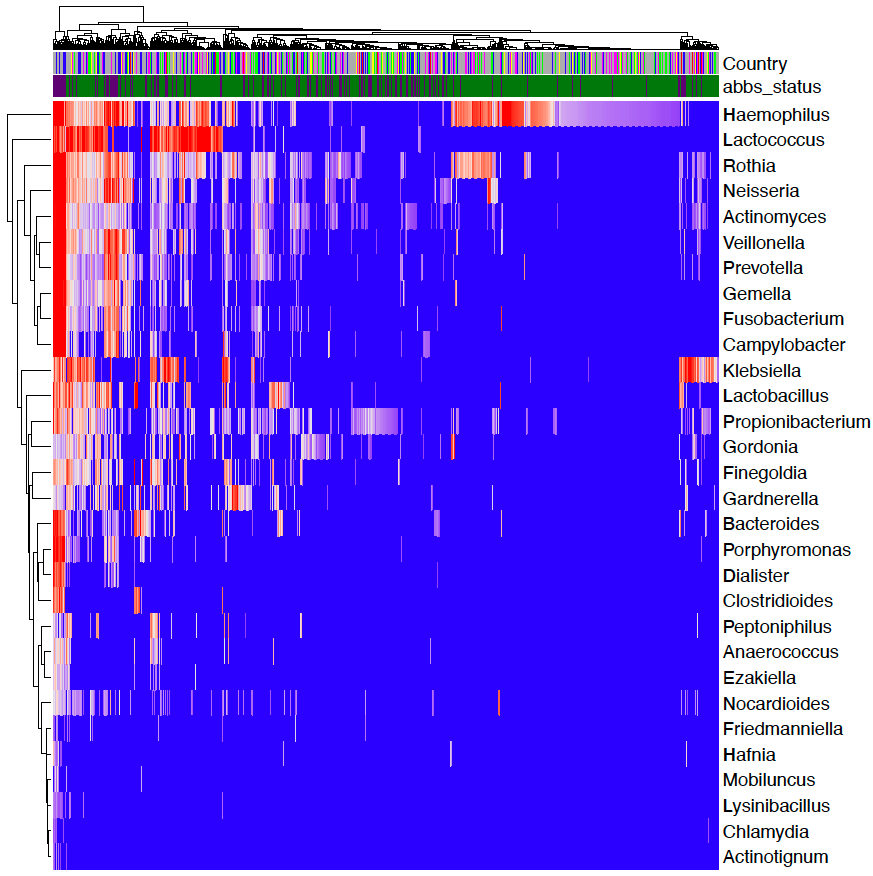 Country
abbs_status
Haemophilus
Lactococcus
Rothia
Neisseria
Actinomyces
Veillonella
Prevotella
Gemella
Fusobacterium
Campylobacter
Klebsiella
Lactobacillus
Propionibacterium
Gordonia
Finegoldia
Gardnerella
Bacteroides
Porphyromonas
Dialister
Clostridioides
Peptoniphilus
Anaerococcus
Ezakiella
Nocardioides
Friedmanniella
Hafnia
Mobiluncus
Lysinibacillus
Chlamydia
Actinotignum